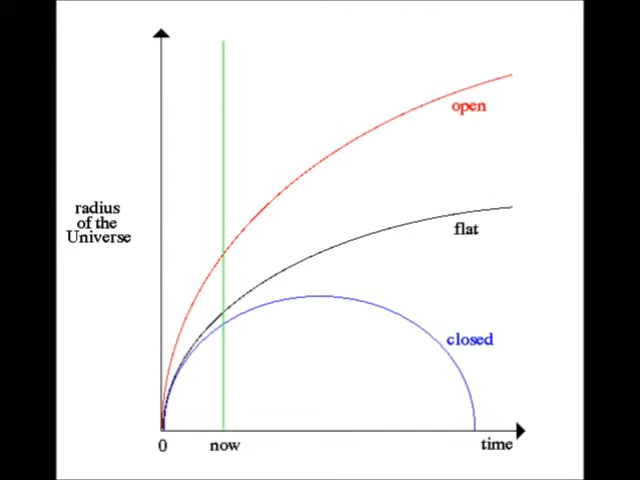 open
radius
of the
Universe
flat
closed
0
now
time